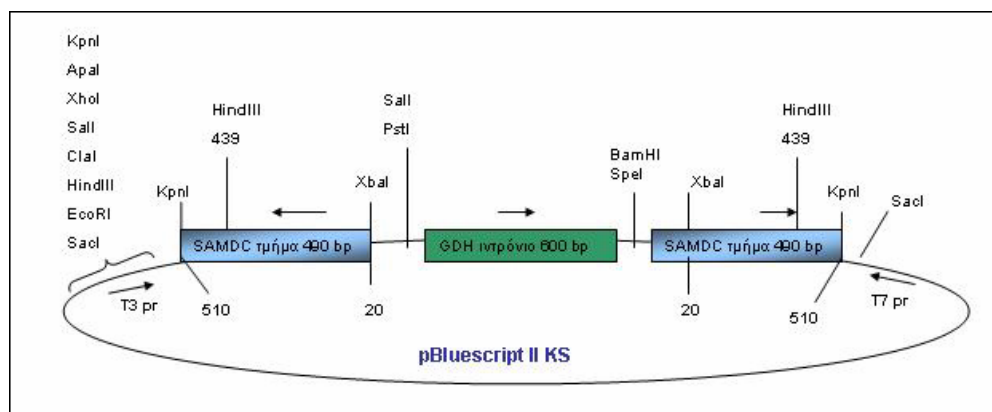 KpnI
ApaI
XhoI
SalI
ClaI
HindIII
EcoRI
SacI
KpnI
HindIII
439
XbaI
SalI
PstI
BamHI
SpeI
XbaI
HindIII
439
KpnI
SacI
SAMDC τμήμα 490 bp
GDH ιντρόνιο 600 bp
SAMDC τμήμα 490 bp
T3 pr
510
20
20
510
T7 pr
pBluescript II KS